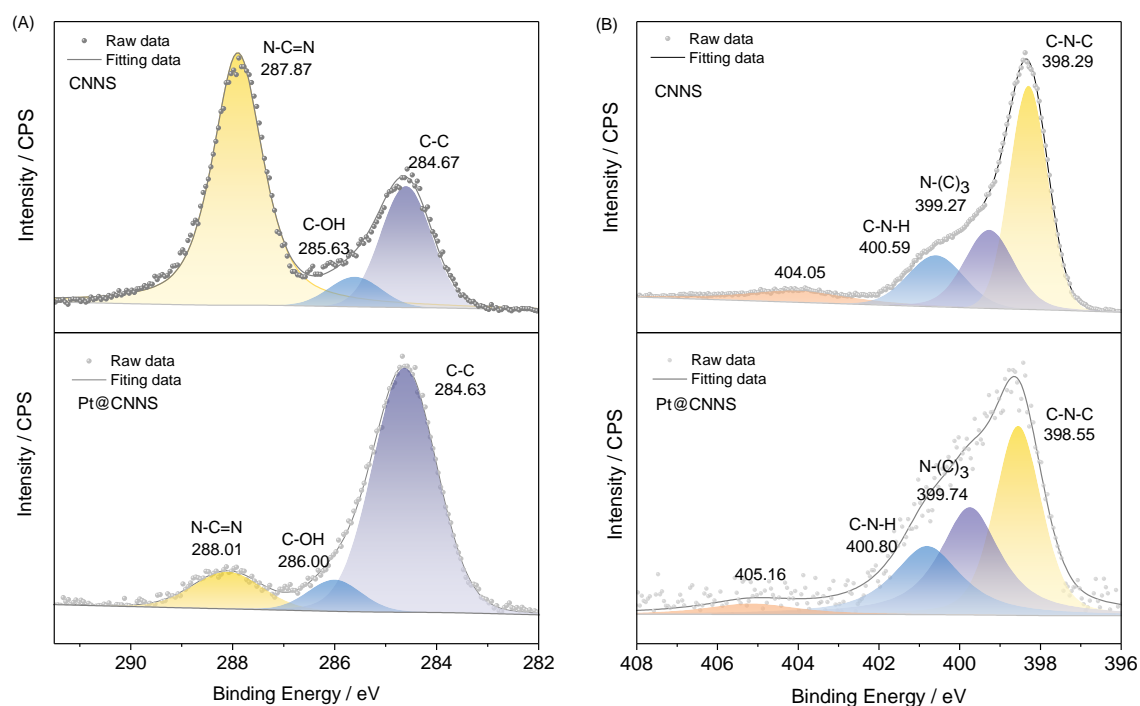 (A)
Raw data
Fitting data
CNNS
N-C=N
287.87
C-OH
285.63
C-C
284.67
Intensity / CPS
Raw data
Fiting data
Pt@CNNS
N-C=N
288.01
C-OH
286.00
C-C
284.63
Intensity / CPS
290 288 286 284 282
Binding Energy / eV
(B)
Raw data
Fitting data
CNNS
C-N-C
398.29
N-(C)3
399.27
C-N-H
400.59
404.05
Intensity / CPS
Raw data
Fitting data
Pt@CNNS
C-N-C
398.55
N-(C)3
399.74
C-N-H
400.80
405.16
Intensity / CPS
408 406 404 402 400 398 396
Binding Energy / eV